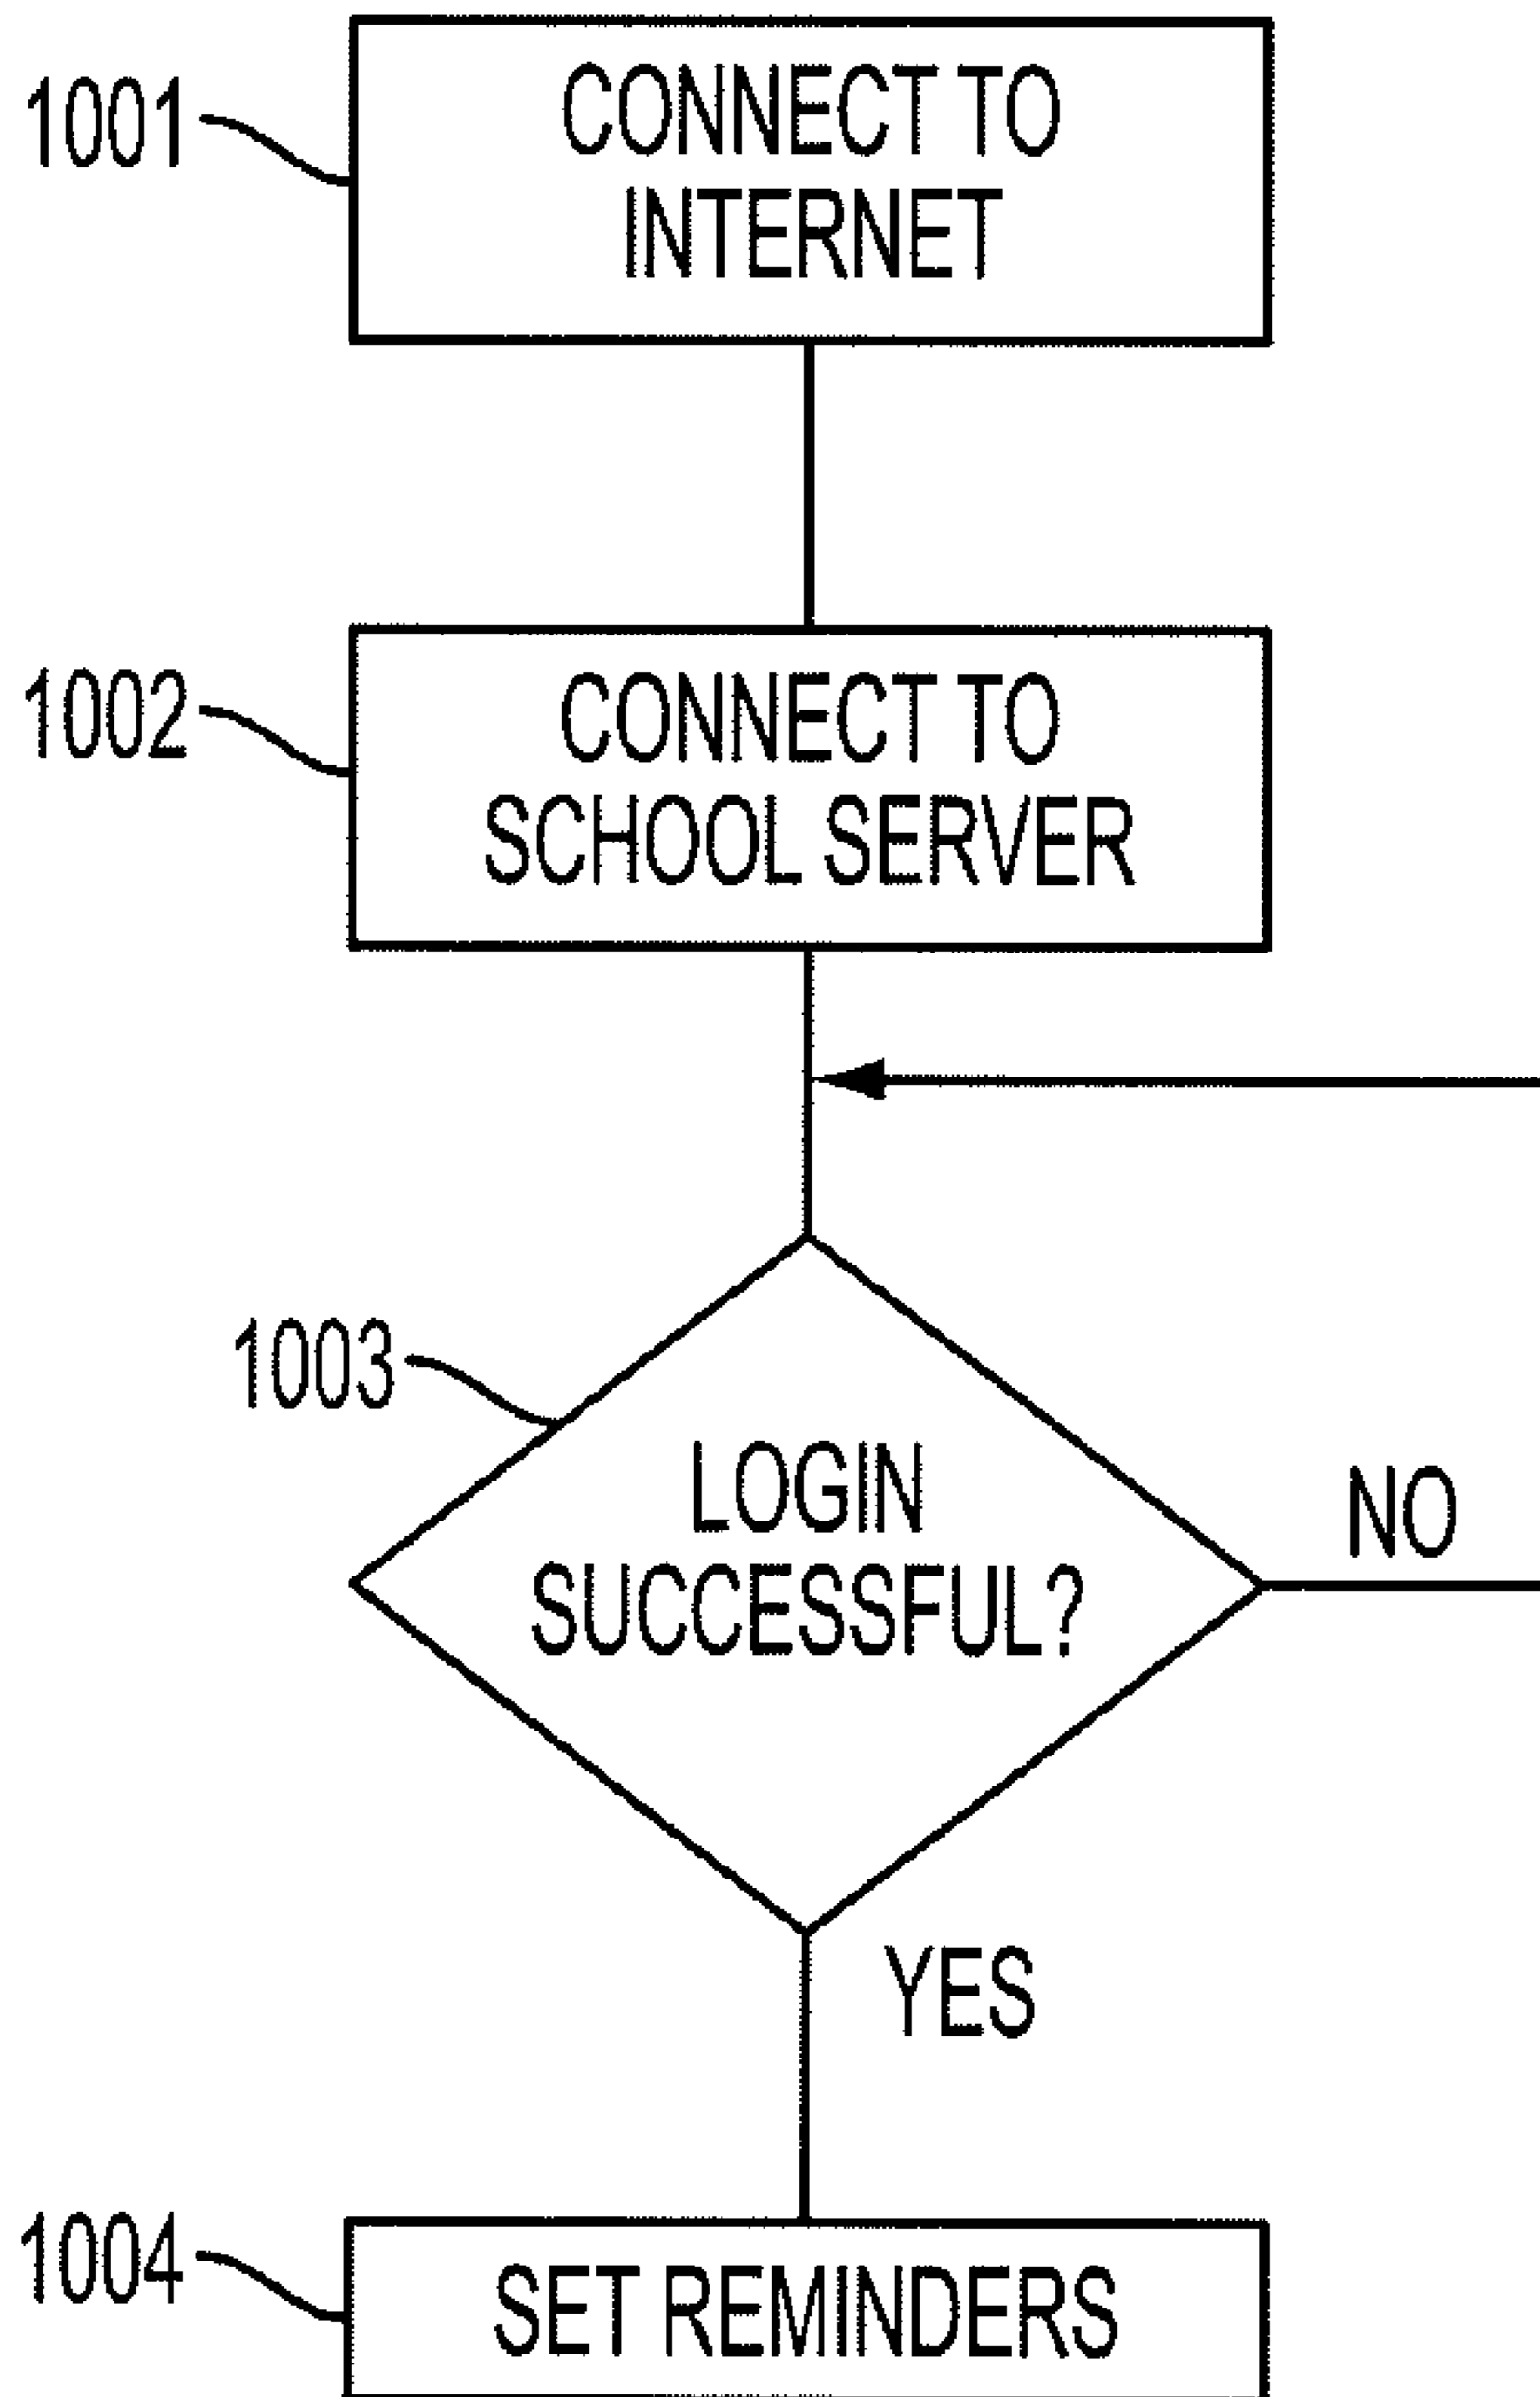 1001
CONNECT TO
INTERNET
1002
CONNECT TO
SCHOOL SERVER
1003
LOGIN
SUCCESSFUL?
NO
YES
1004
SET REMINDERS